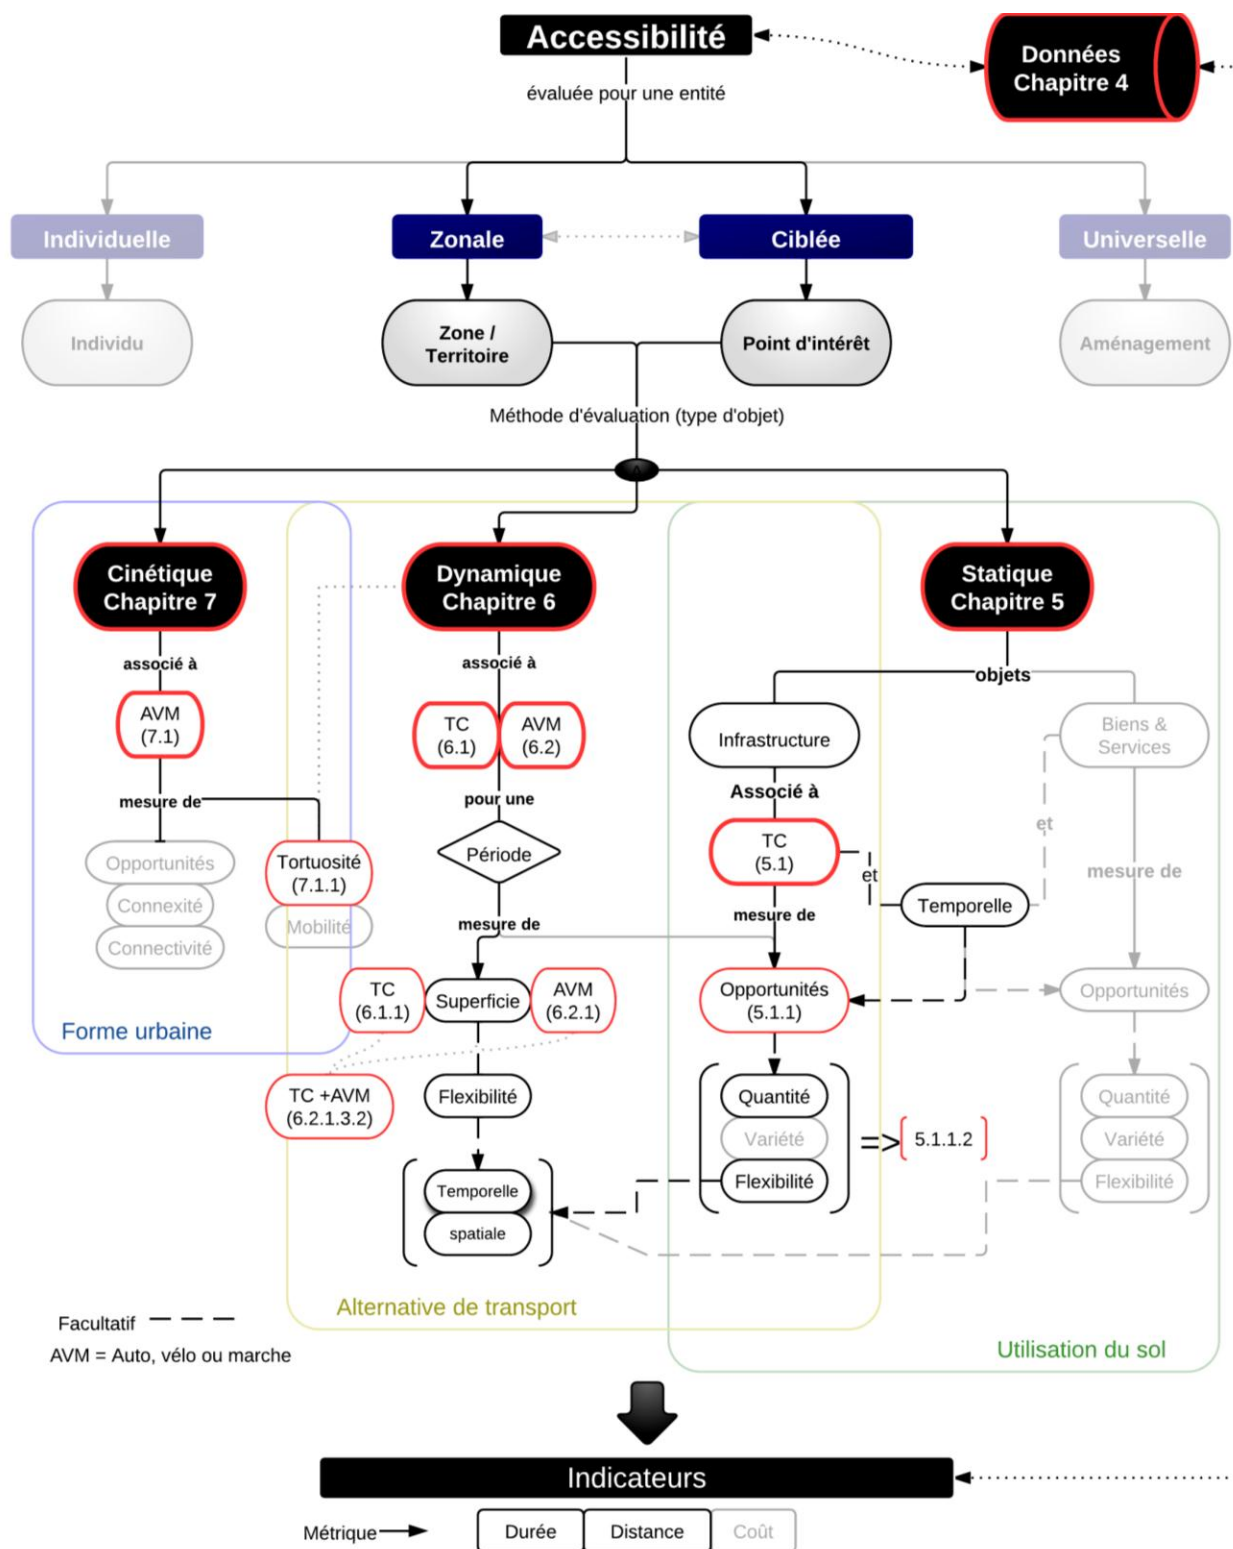 Accessibilité
Données
Chapitre 4
évaluée pour une entité
Individuelle
Zonale
Ciblée
Universelle
Individu
Zone /
Territoire
Point d'intérêt
Aménagement
Méthode d'évaluation (type d'objet)
Cinétique
Chapitre 7
Dynamique
Chapitre 6
Statique
Chapitre 5
associé à
associé à
objets
AVM
(7.1)
TC
(6.1)
AVM
(6.2)
Infrastructure
Biens &
Services
Associé à
mesure de
pour une
et
Opportunités
Connexité
Connectivité
Tortuosité
(7.1.1)
Mobilité
Période
TC
(5.1)
et
mesure de
Temporelle
mesure de
mesure de
TC
(6.1.1)
Superficie
AVM
(6.2.1)
Opportunités
(5.1.1)
Opportunités
Forme urbaine
TC +AVM
(6.2.1.3.2)
Flexibilité
Quantité
Variété
Flexibilité
=>
5.1.1.2
Quantité
Variété
Flexibilité
Temporelle
spatiale
Alternative de transport
Utilisation du sol
Facultatif
AVM = Auto, vélo ou marche
Indicateurs
Métrique
Durée
Distance
Coût